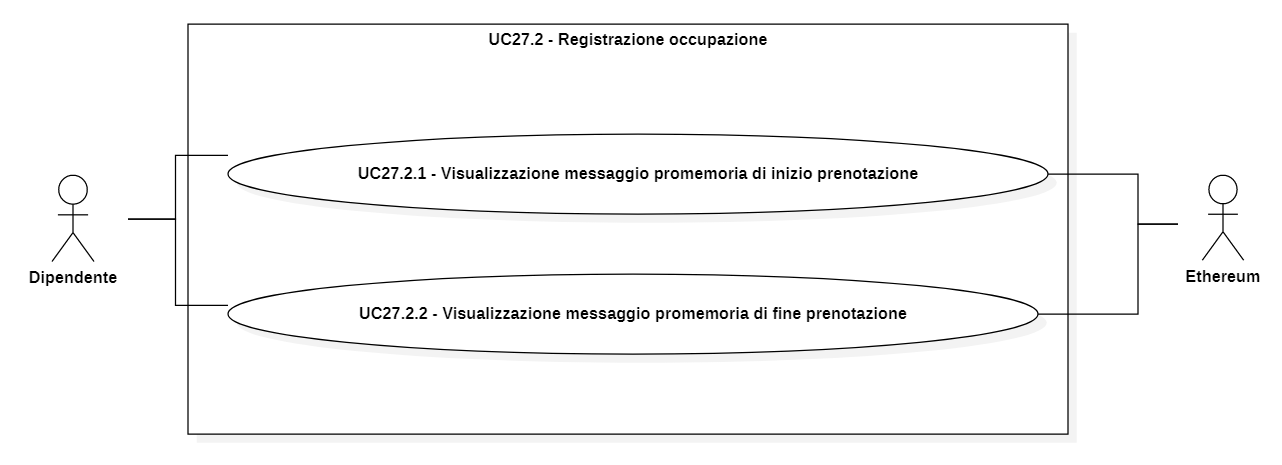 UC27.2 - Registrazione occupazione
UC27.2.1 - Visualizzazione messaggio promemoria di inizio prenotazione
Dipendente
Ethereum
UC27.2.2 - Visualizzazione messaggio promemoria di fine prenotazione